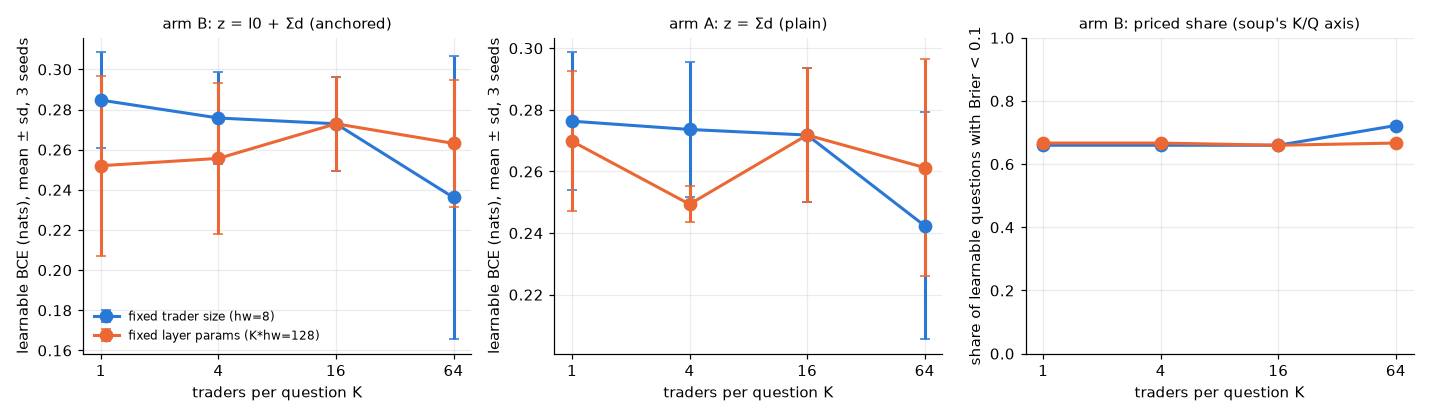 arm B: z = l0 + Σd (anchored)
learnable BCE (nats), mean ± sd, 3 seeds
0.30
0.28
0.26
0.24
0.22
0.20
0.18
0.16
fixed trader size (hw=8)
fixed layer params (K*hw=128)
1
4
16
64
traders per question K
arm A: z = Σd (plain)
learnable BCE (nats), mean ± sd, 3 seeds
0.30
0.28
0.26
0.24
0.22
1
4
16
64
traders per question K
arm B: priced share (soup's K/Q axis)
share of learnable questions with Brier < 0.1
1.0
0.8
0.6
0.4
0.2
0.0
1
4
16
64
traders per question K